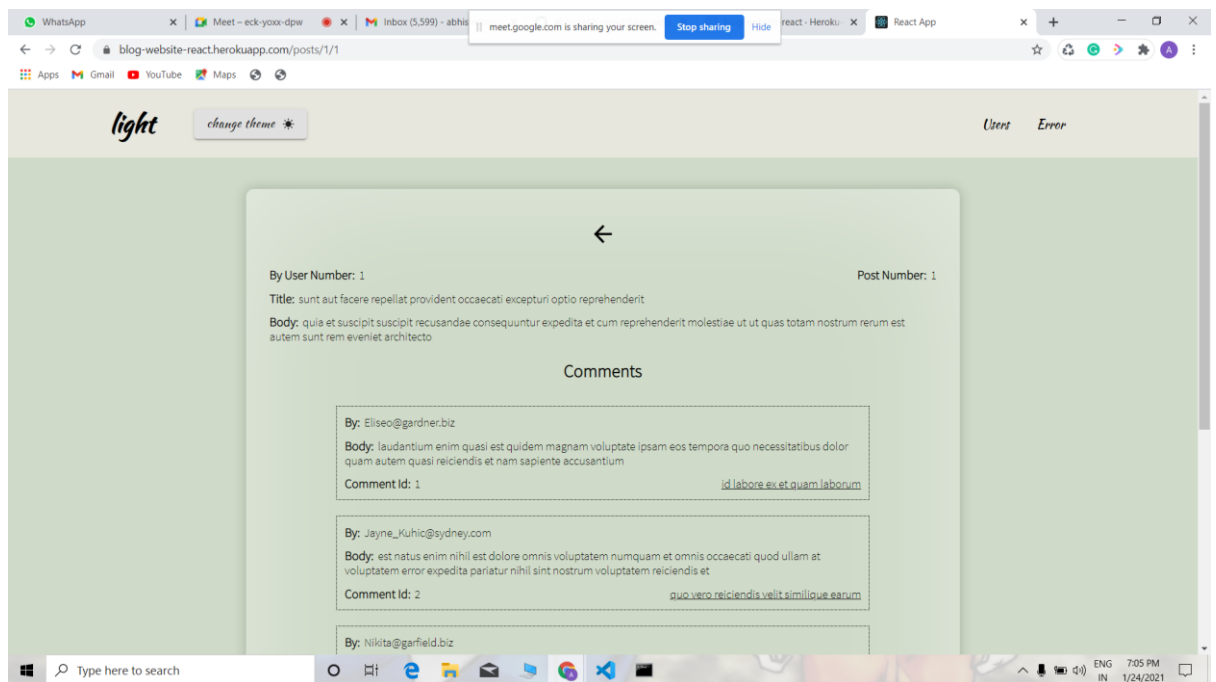 WhatsApp
Meet – eck-yoxx-dpw
Inbox (5,599) - abhis
meet.google.com is sharing your screen.
Stop sharing
Hide
react - Heroku
React App
blog-website-react.herokuapp.com/posts/1/1
Apps
Gmail
YouTube
Maps
light
change theme
Users
Error
By User Number: 1
Post Number: 1
Title: sunt aut facere repellat provident occaecati excepturi optio reprehenderit
Body: quia et suscipit suscipit recusandae consequuntur expedita et cum reprehenderit molestiae ut ut quas totam nostrum rerum est
autem sunt rem eveniet architecto
Comments
By: Eliseo@gardner.biz
Body: laudantium enim quasi est quidem magnam voluptate ipsam eos tempora quo necessitatibus dolor
quam autem quasi reiciendis et nam sapiente accusantium
Comment Id: 1
id labore ex et quam laborum
By: Jayne_Kuhic@sydney.com
Body: est natus enim nihil est dolore omnis voluptatem numquam et omnis occaecati quod ullam at
voluptatem error expedita pariatur nihil sint nostrum voluptatem reiciendis et
Comment Id: 2
quo vero reiciendis velit similique earum
By: Nikita@garfield.biz
Type here to search
ENG
IN
7:05 PM
1/24/2021